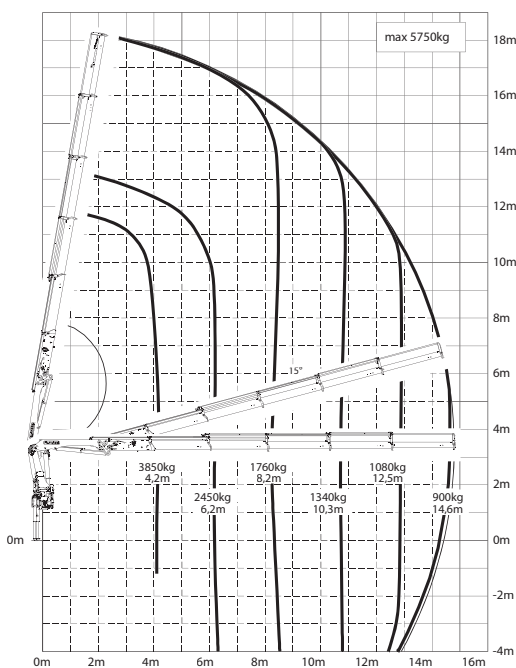 max 5750kg
18m
16m
14m
12m
10m
8m
6m
15°
4m
3850kg
4,2m
1760kg
8,2m
1080kg
12,5m
2m
2450kg
6,2m
1340kg
10,3m
900kg
14,6m
0m
0m
-2m
-4m
0m
2m
4m
6m
8m
10m
12m
14m
16m